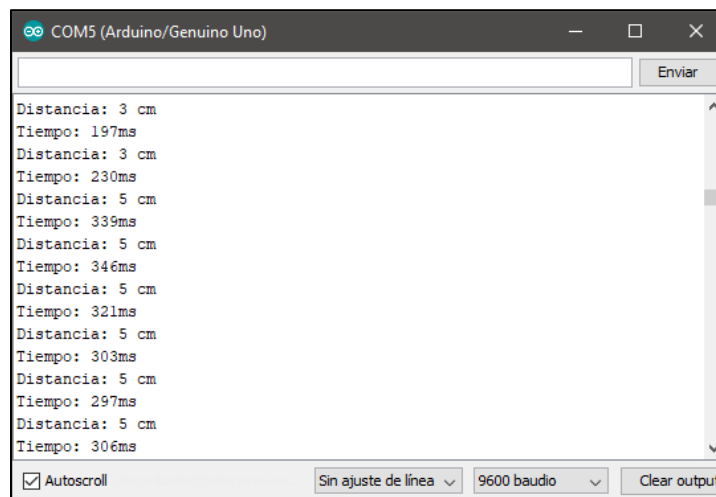 COM5 (Arduino/Genuino Uno)
Enviar
Distancia: 3 cm
Tiempo: 197ms
Distancia: 3 cm
Tiempo: 230ms
Distancia: 5 cm
Tiempo: 339ms
Distancia: 5 cm
Tiempo: 346ms
Distancia: 5 cm
Tiempo: 321ms
Distancia: 5 cm
Tiempo: 303ms
Distancia: 5 cm
Tiempo: 297ms
Distancia: 5 cm
Tiempo: 306ms
Autoscroll Sin ajuste de línea 9600 baudio Clear output